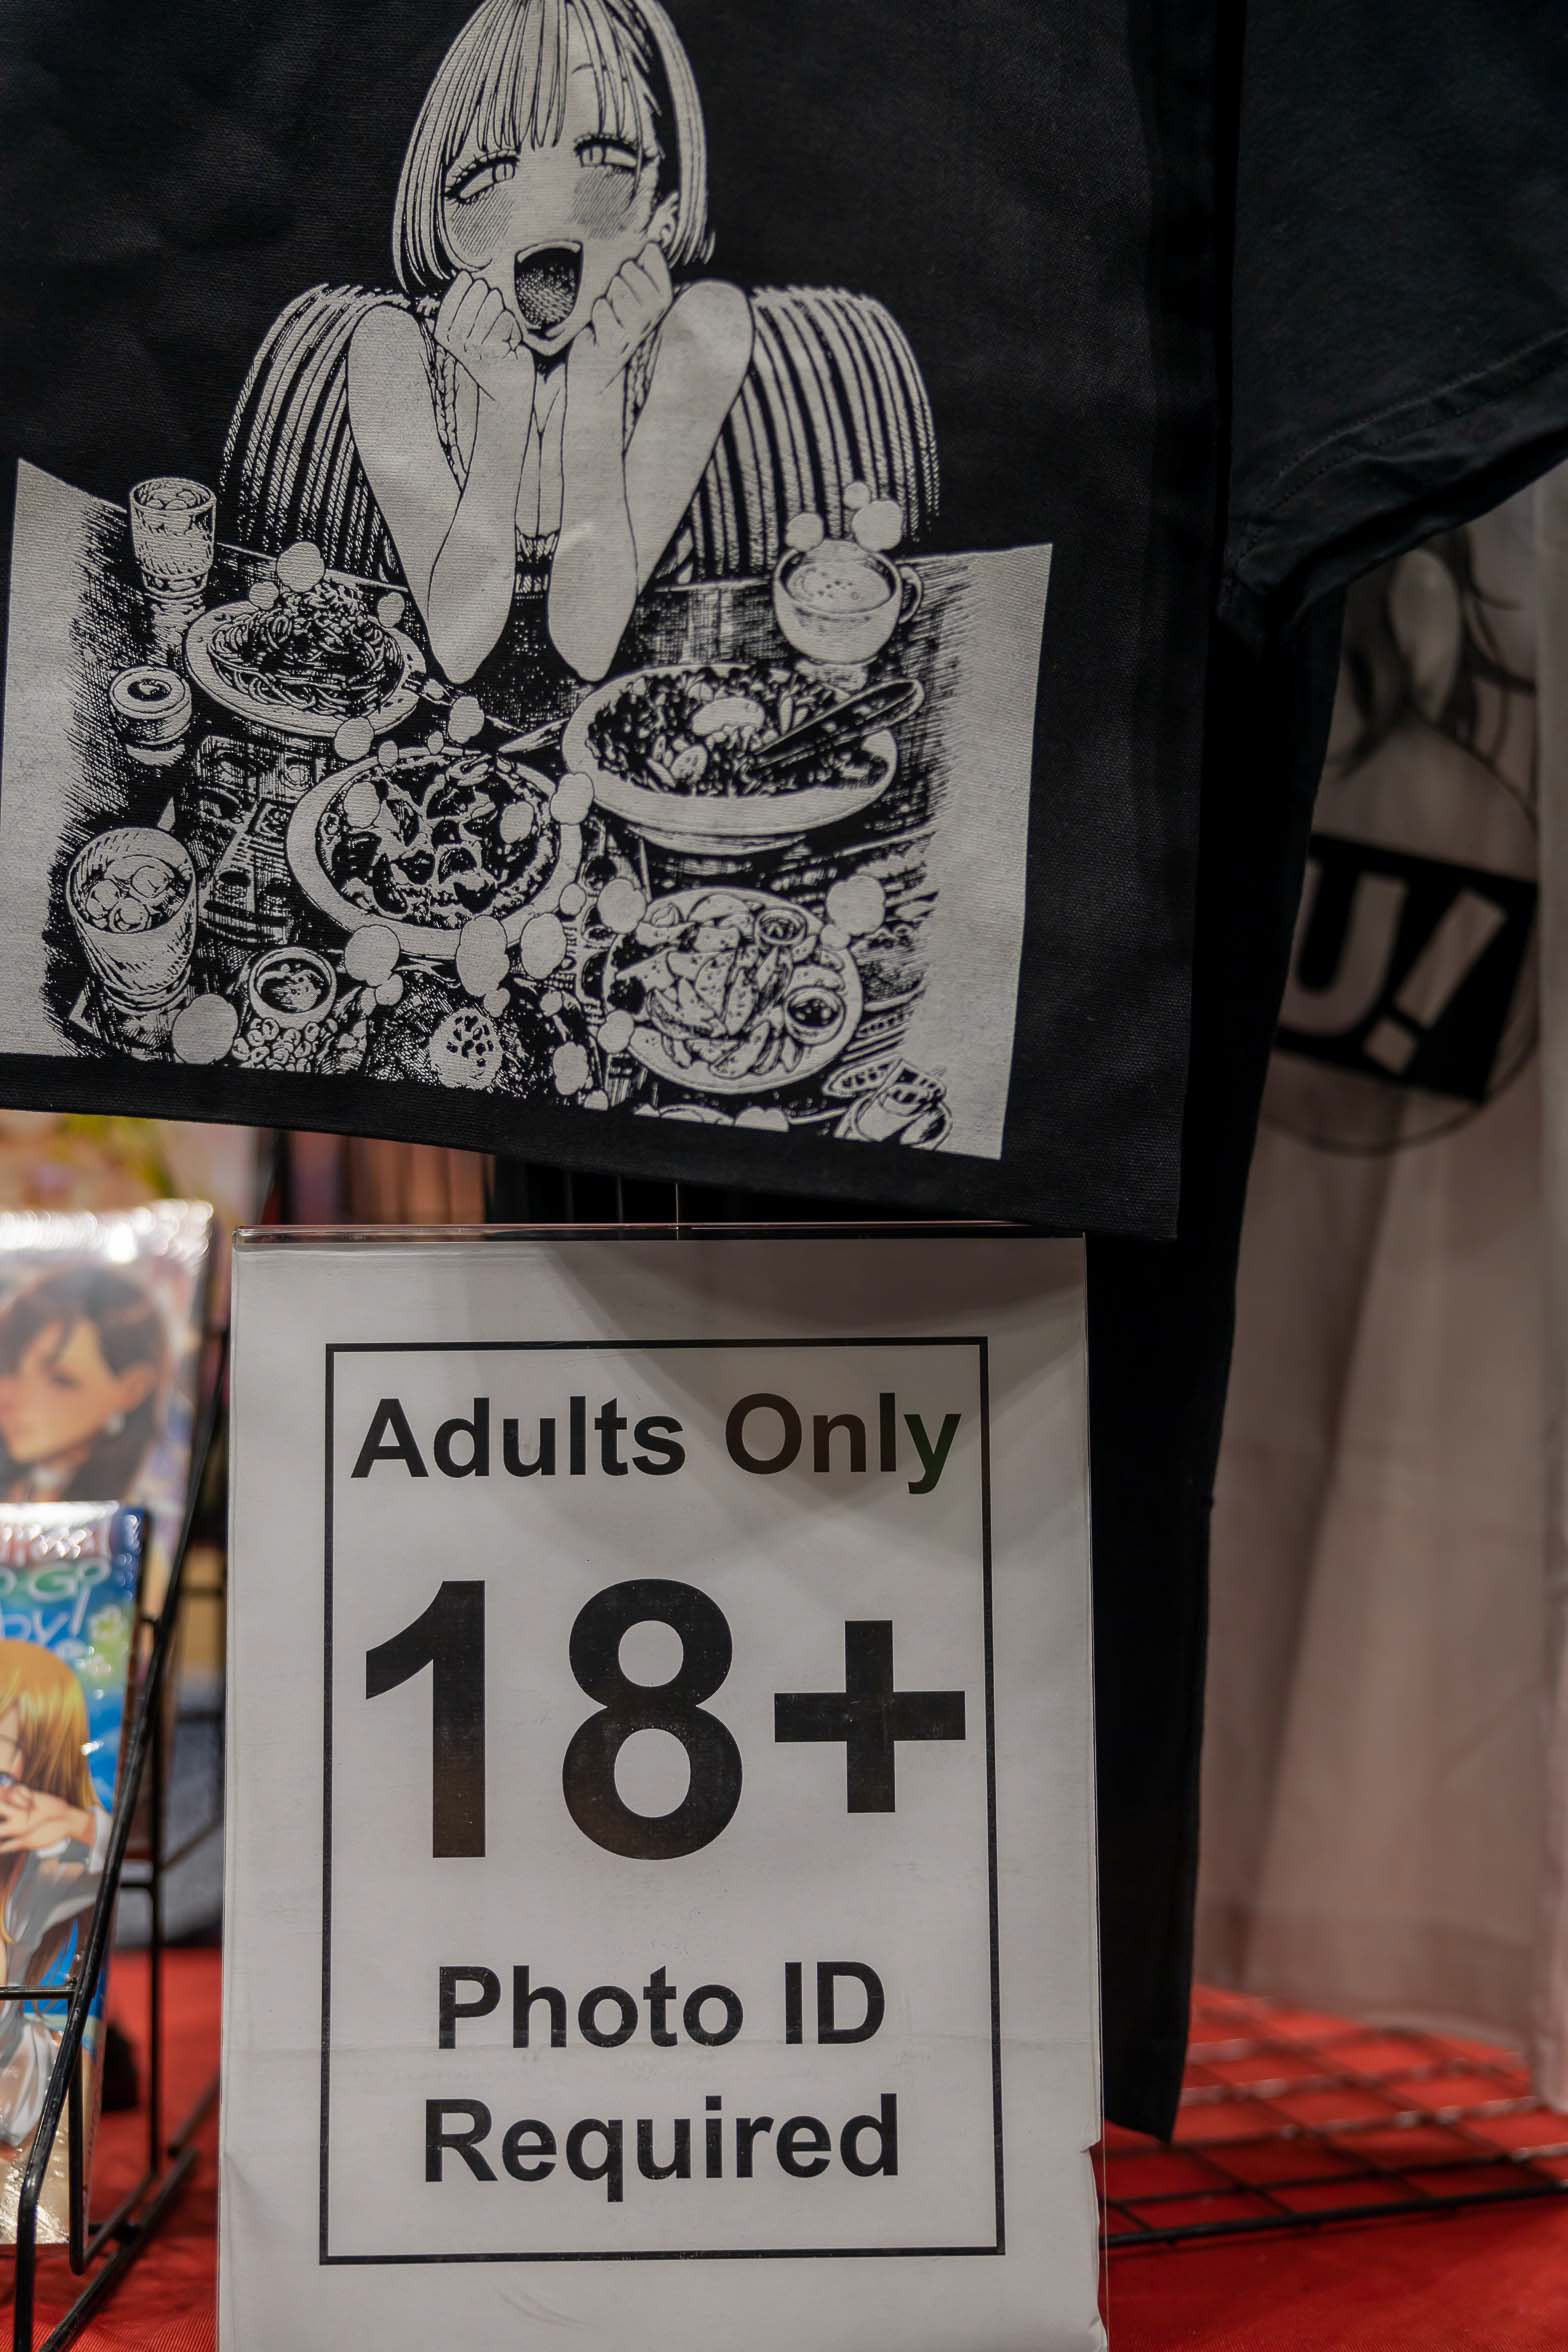 U!
Adults Only
18+
Photo ID
Required